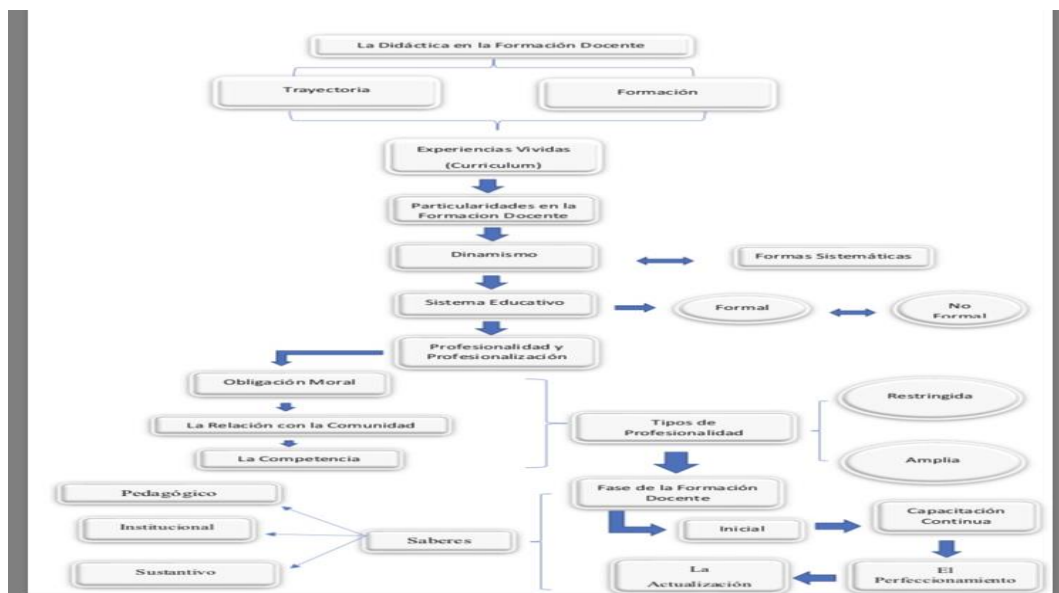 La Didáctica en la Formación Docente
Trayectoria
Formación
Experiencias Vividas
(Curriculum)
Particularidades en la
Formacion Docente
Dinamismo
Formas Sistemáticas
Sistema Educativo
Formal
No
Formal
Profesionalidad y
Profesionalización
Obligación Moral
La Relación con la Comunidad
La Competencia
Tipos de
Profesionalidad
Restringida
Amplia
Fase de la Formación
Docente
Inicial
Capacitación
Continua
El
Perfeccionamiento
La
Actualización
Saberes
Pedagógico
Institucional
Sustantivo